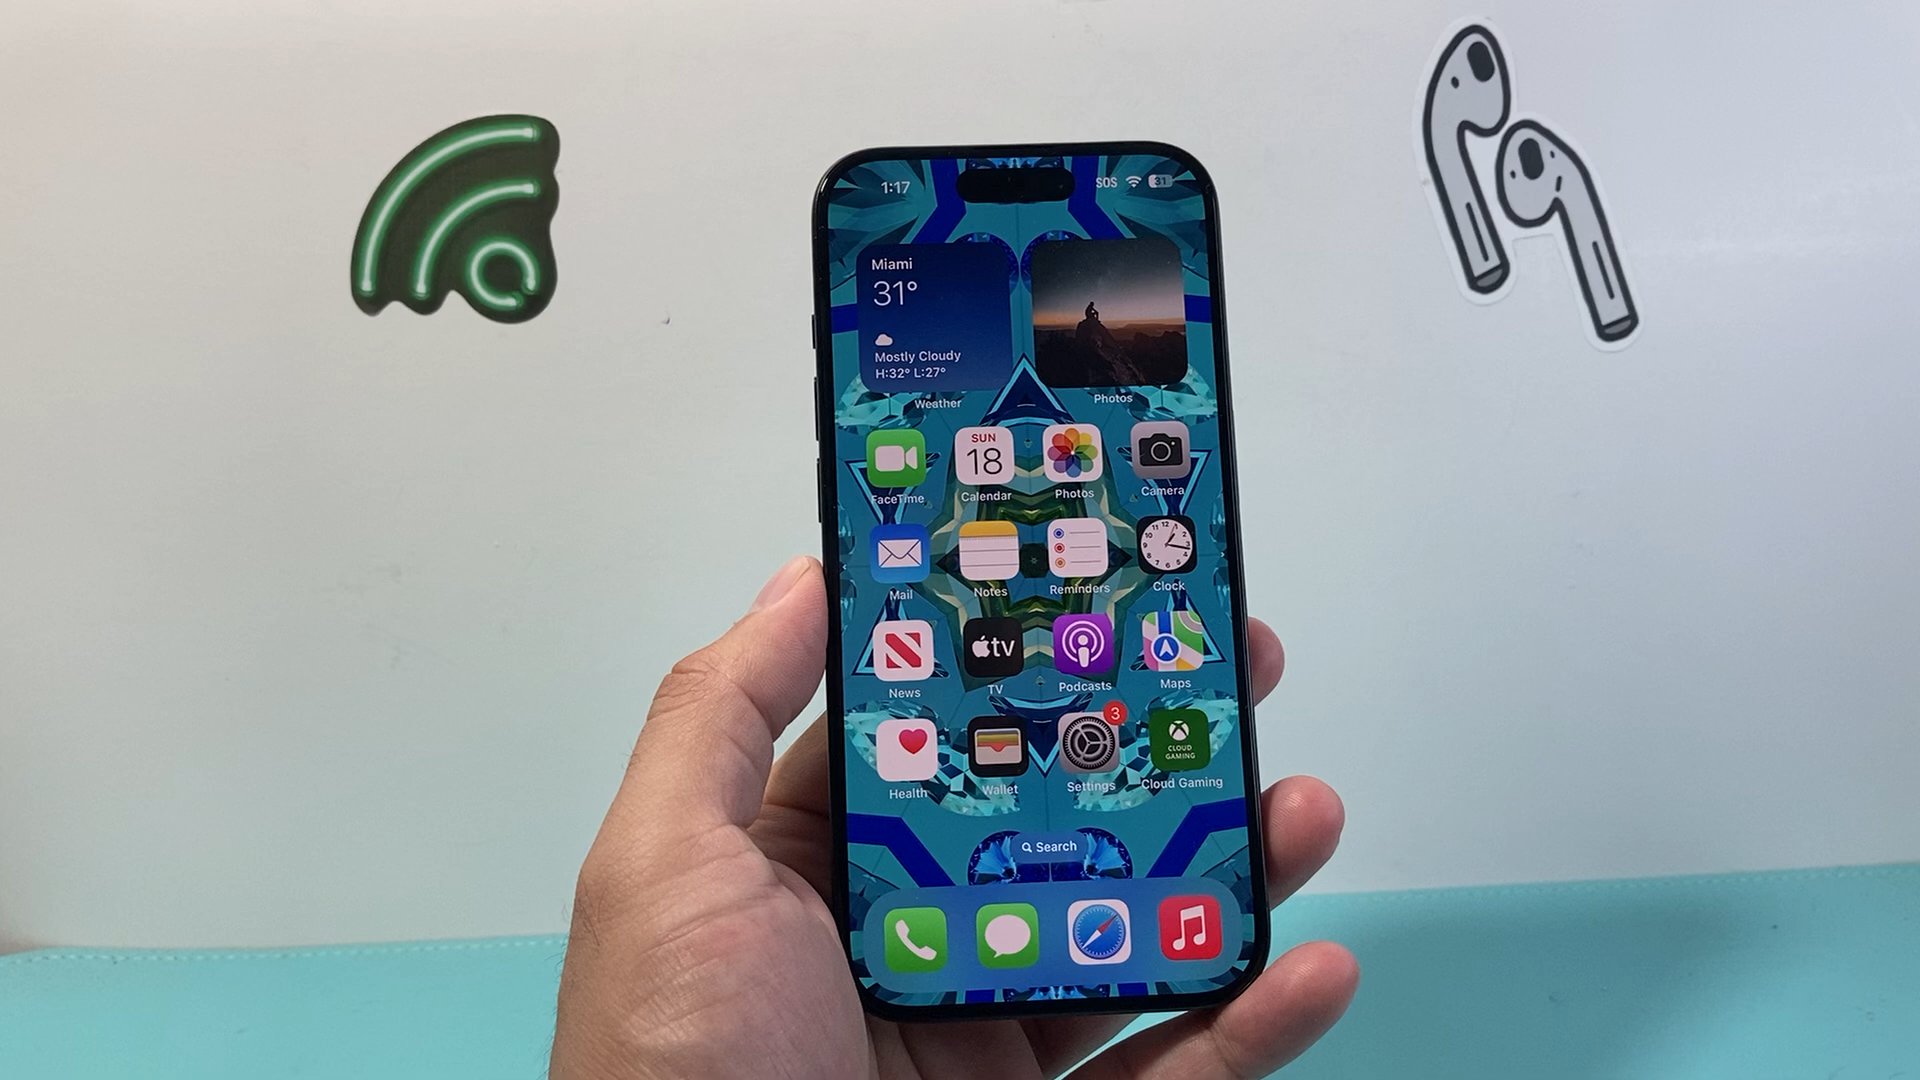 1:17
SOS
31
Miami
31°
Mostly Cloudy
H:32° L:27°
Weather
Photos
SUN
18
FaceTime
Calendar
Photos
Camera
Mail
Notes
Reminders
Clock
tv
News
TV
Podcasts
Maps
3
CLOUD
GAMING
Health
Wallet
Settings
Cloud Gaming
Search